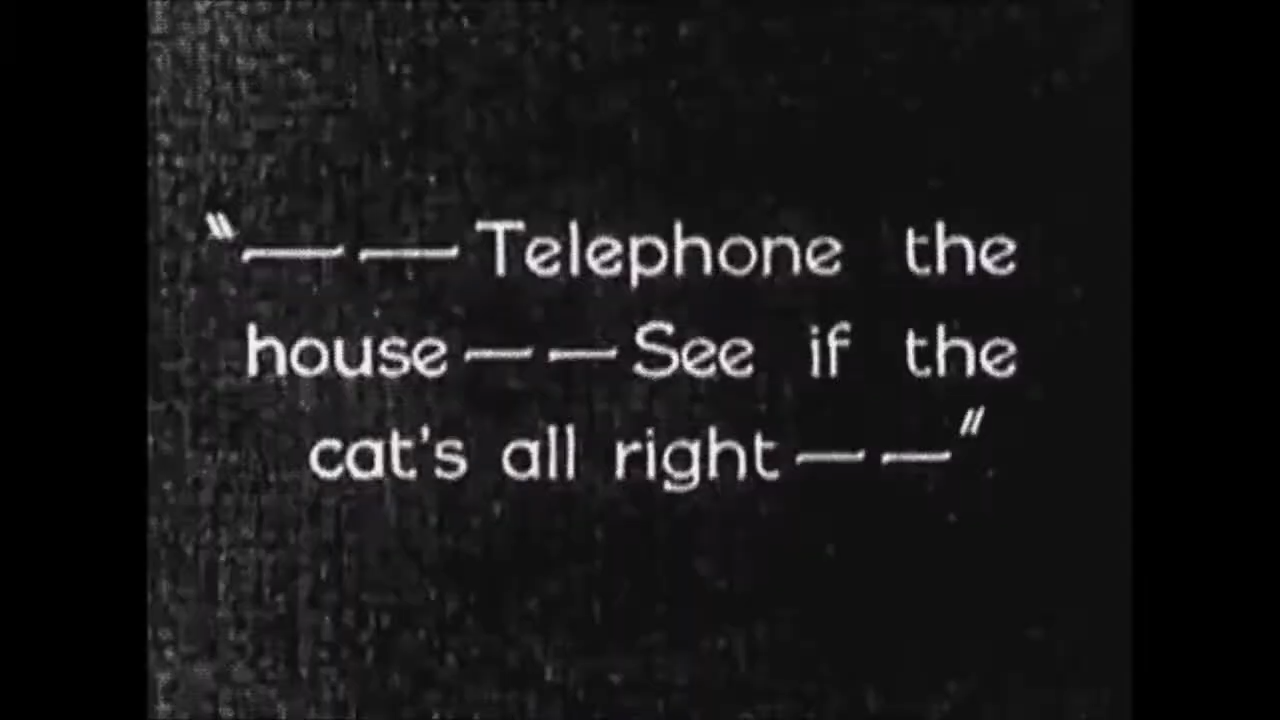 “— — Telephone the
house — — See if the
cat's all right — —”